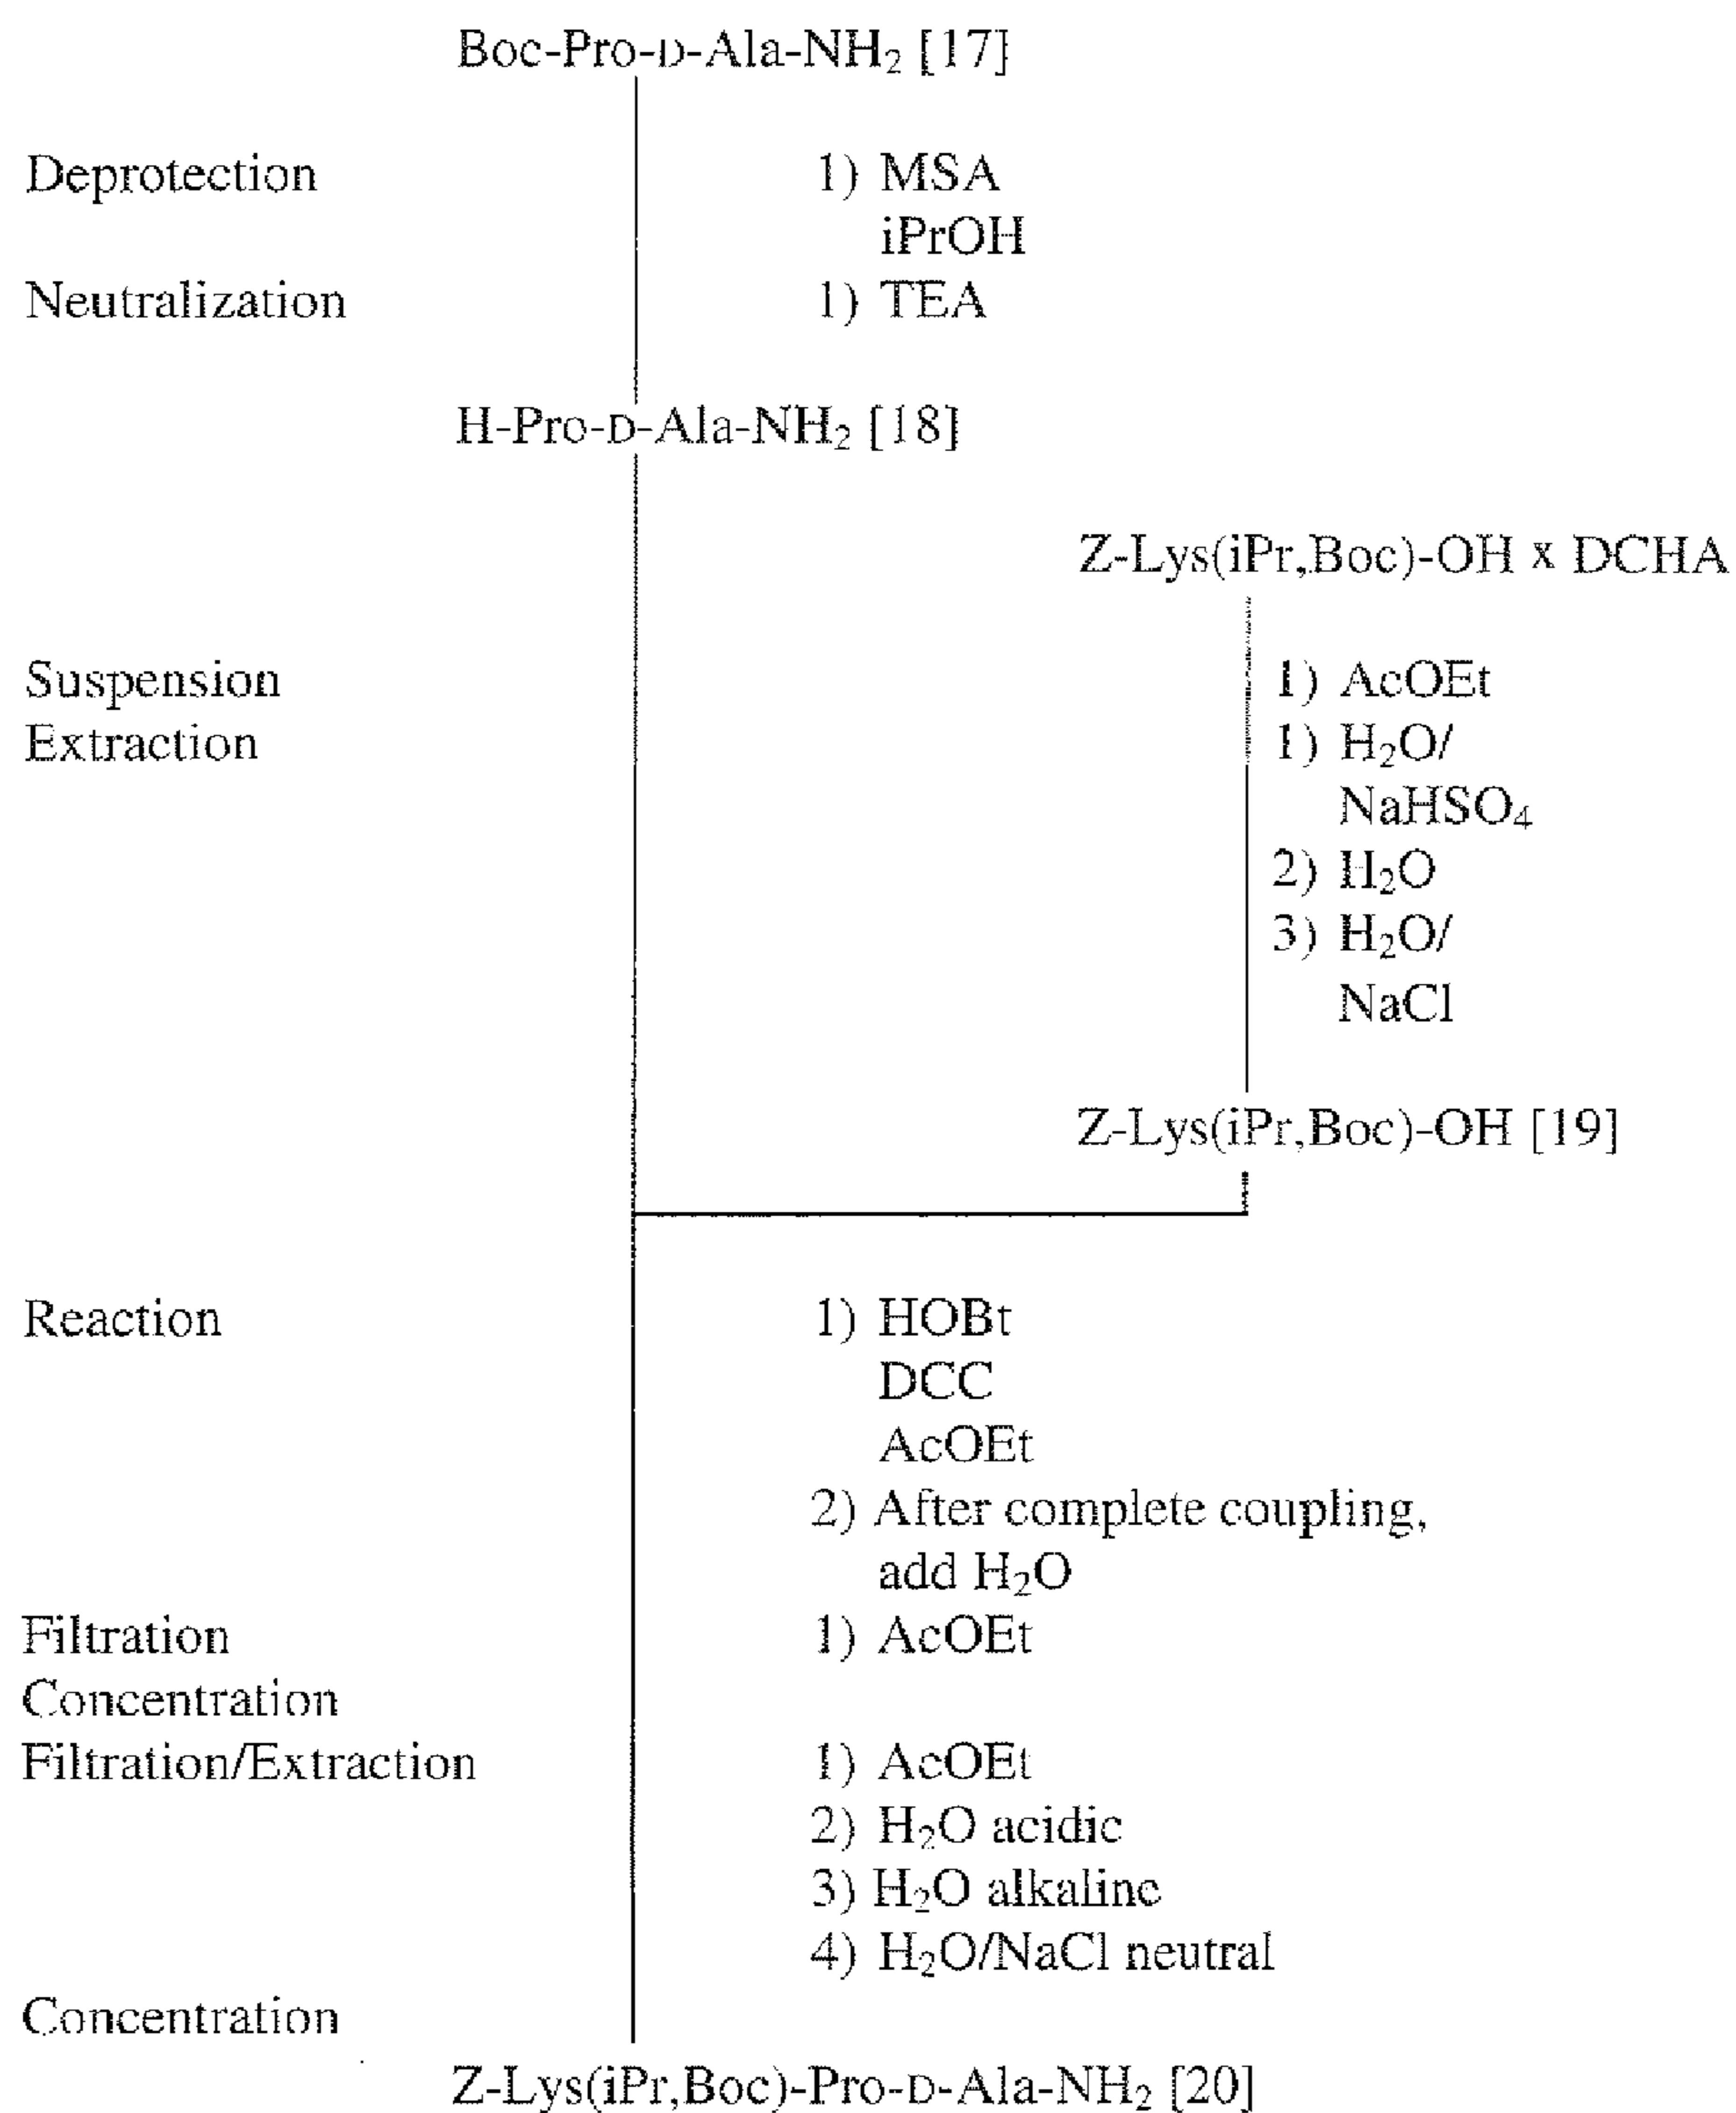 Boc-Pro-D-Ala-NH₂ [17]
Deprotection 1) MSA
iPrOH
Neutralization 1) TEA
H-Pro-D-Ala-NH₂ [18]
Z-Lys(iPr,Boc)-OH x DCHA
Suspension 1) AcOEt
Extraction 1) H₂O/
NaHSO₄
2) H₂O
3) H₂O/
NaCl
Z-Lys(iPr,Boc)-OH [19]
Reaction 1) HOBt
DCC
AcOEt
2) After complete coupling,
add H₂O
Filtration 1) AcOEt
Concentration
Filtration/Extraction 1) AcOEt
2) H₂O acidic
3) H₂O alkaline
4) H₂O/NaCl neutral
Concentration
Z-Lys(iPr,Boc)-Pro-D-Ala-NH₂ [20]